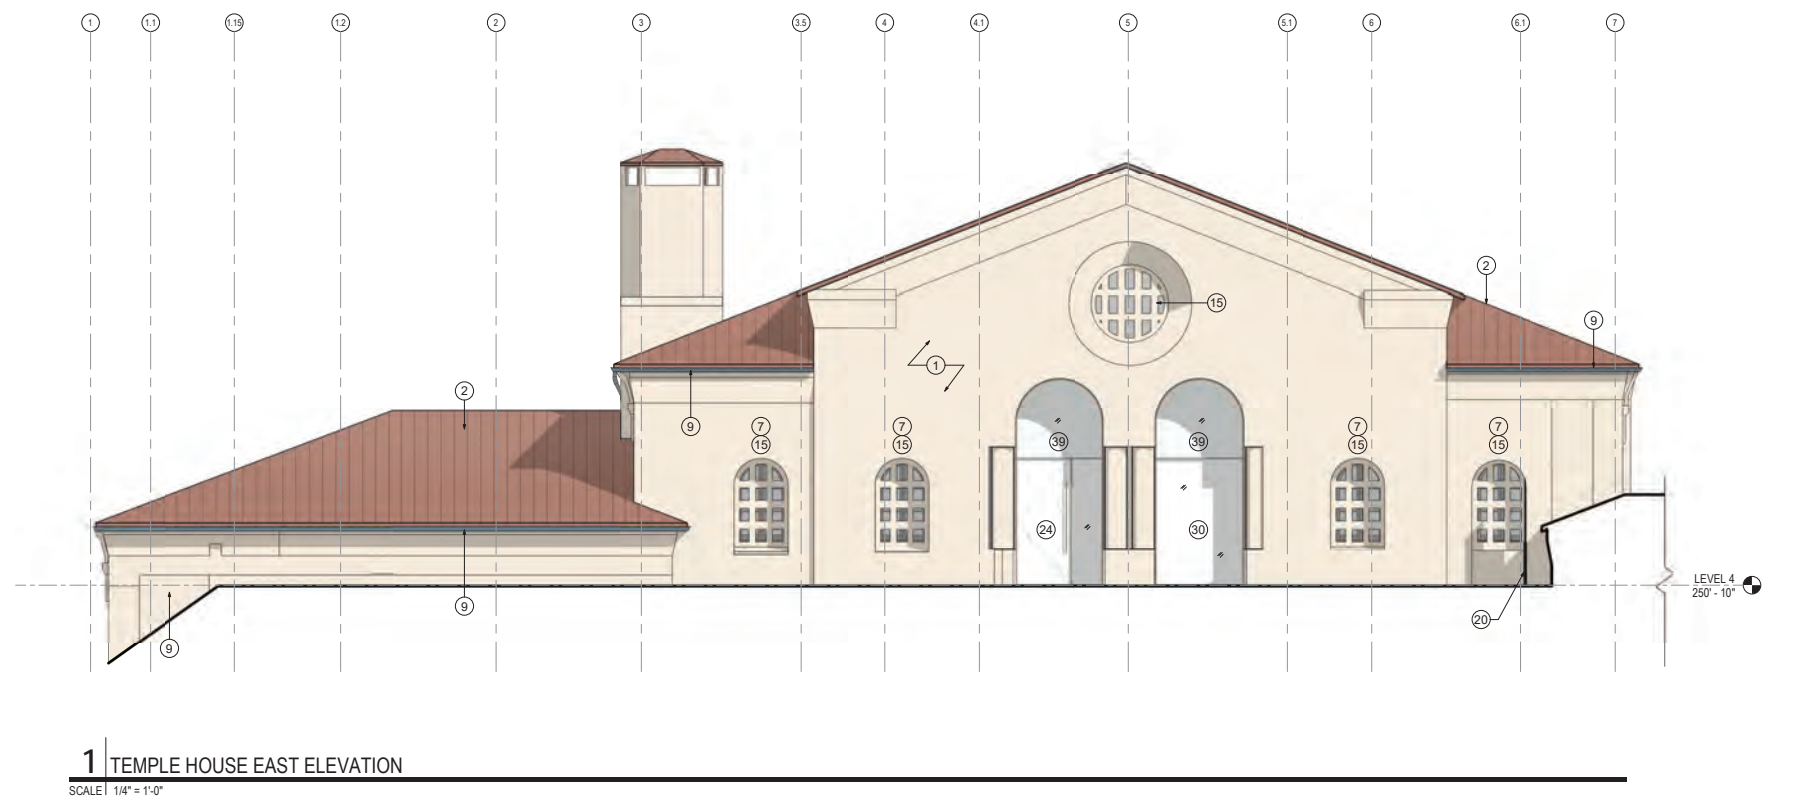 1 1.1 1.15 1.2 2 3 3.5 4 4.1 5 5.1 6 6.1 7
2
15
9
1
2
9
7 7 7 7
15 15 39 39 15 15
24 30
LEVEL 4
250' - 10"
9
20
9
1 TEMPLE HOUSE EAST ELEVATION
SCALE 1/4" = 1'-0"